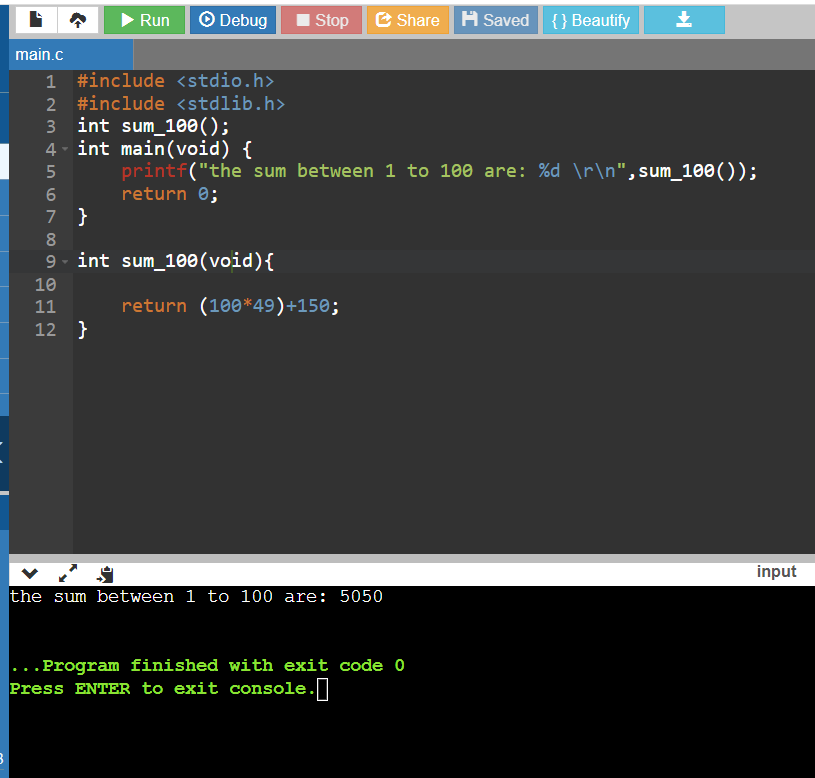 Run Debug Stop Share Saved { } Beautify
main.c
1 #include <stdio.h>
2 #include <stdlib.h>
3 int sum_100();
4 int main(void) {
5 printf("the sum between 1 to 100 are: %d \r\n",sum_100());
6 return 0;
7 }
8
9 int sum_100(void){
10
11 return (100*49)+150;
12 }
input
the sum between 1 to 100 are: 5050
...Program finished with exit code 0
Press ENTER to exit console.